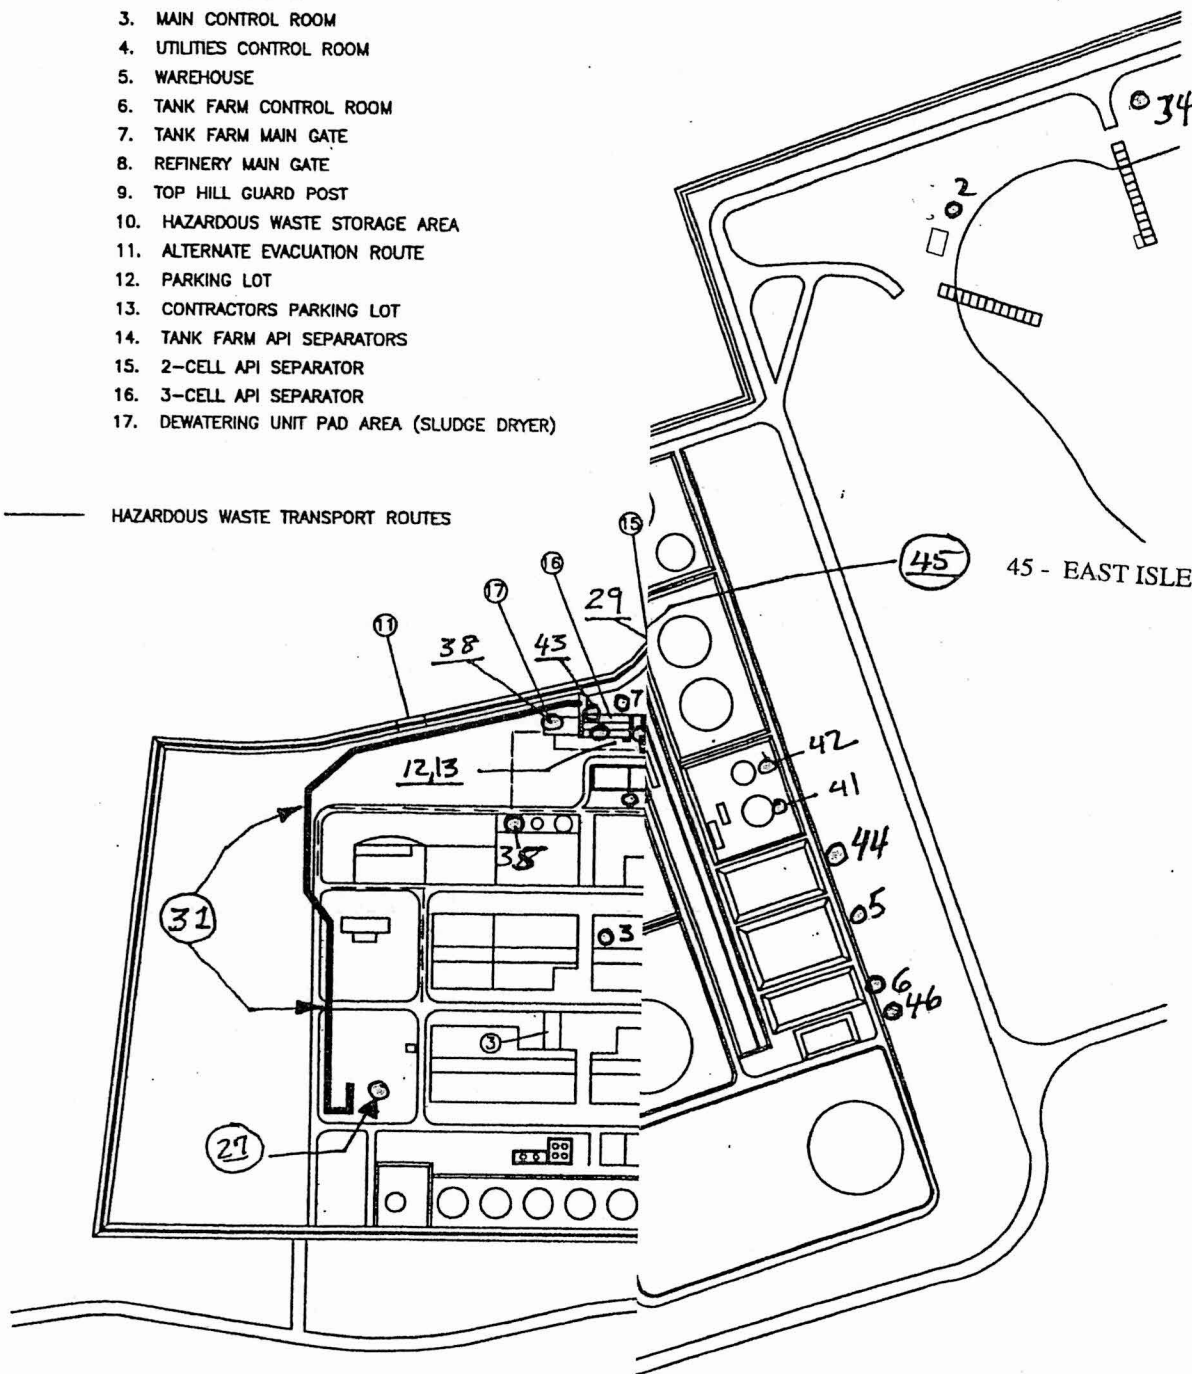 3. MAIN CONTROL ROOM
4. UTILITIES CONTROL ROOM
5. WAREHOUSE
6. TANK FARM CONTROL ROOM
7. TANK FARM MAIN GATE
8. REFINERY MAIN GATE
9. TOP HILL GUARD POST
10. HAZARDOUS WASTE STORAGE AREA
11. ALTERNATE EVACUATION ROUTE
12. PARKING LOT
13. CONTRACTORS PARKING LOT
14. TANK FARM API SEPARATORS
15. 2-CELL API SEPARATOR
16. 3-CELL API SEPARATOR
17. DEWATERING UNIT PAD AREA (SLUDGE DRYER)
HAZARDOUS WASTE TRANSPORT ROUTES
34
2
15
45
45 - EAST ISLE
16
17
29
11
38
43
7
12,13
42
41
44
31
5
3
6
46
3
27